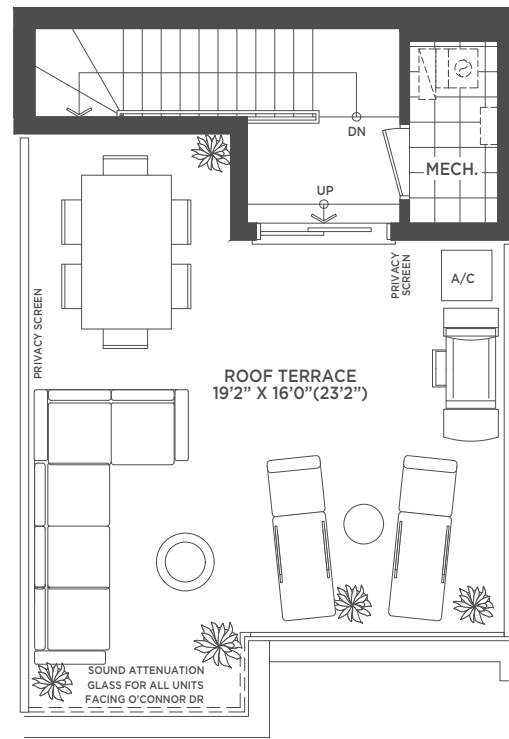 DN
MECH.
UP
PRIVACY
SCREEN
A/C
PRIVACY SCREEN
ROOF TERRACE
19'2” X 16'0”(23'2”)
SOUND ATTENUATION
GLASS FOR ALL UNITS
FACING O'CONNOR DR